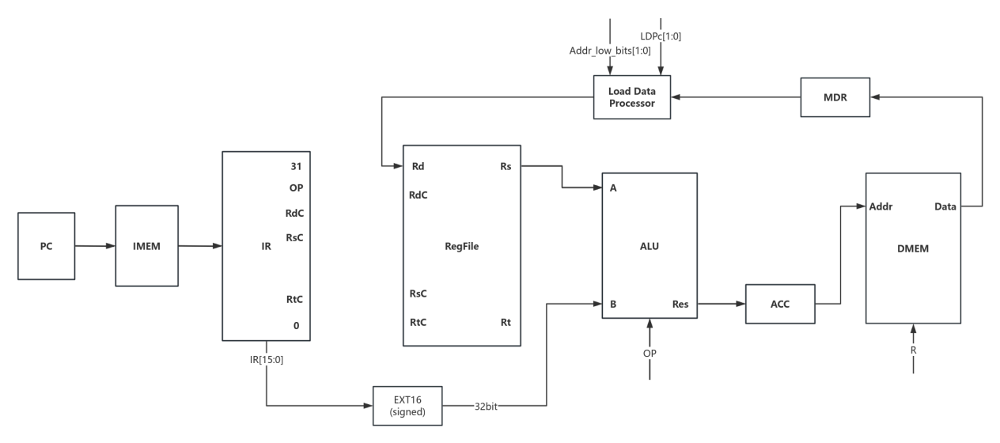 LDPc[1:0]
Addr_low_bits[1:0]
Load Data
Processor
MDR
31
OP
RdC
RsC
RtC
0
IR
PC
IMEM
IR[15:0]
EXT16
(signed)
32bit
Rd
RdC
Rs
RegFile
RsC
RtC
Rt
A
ALU
B
Res
OP
ACC
Addr
Data
DMEM
R